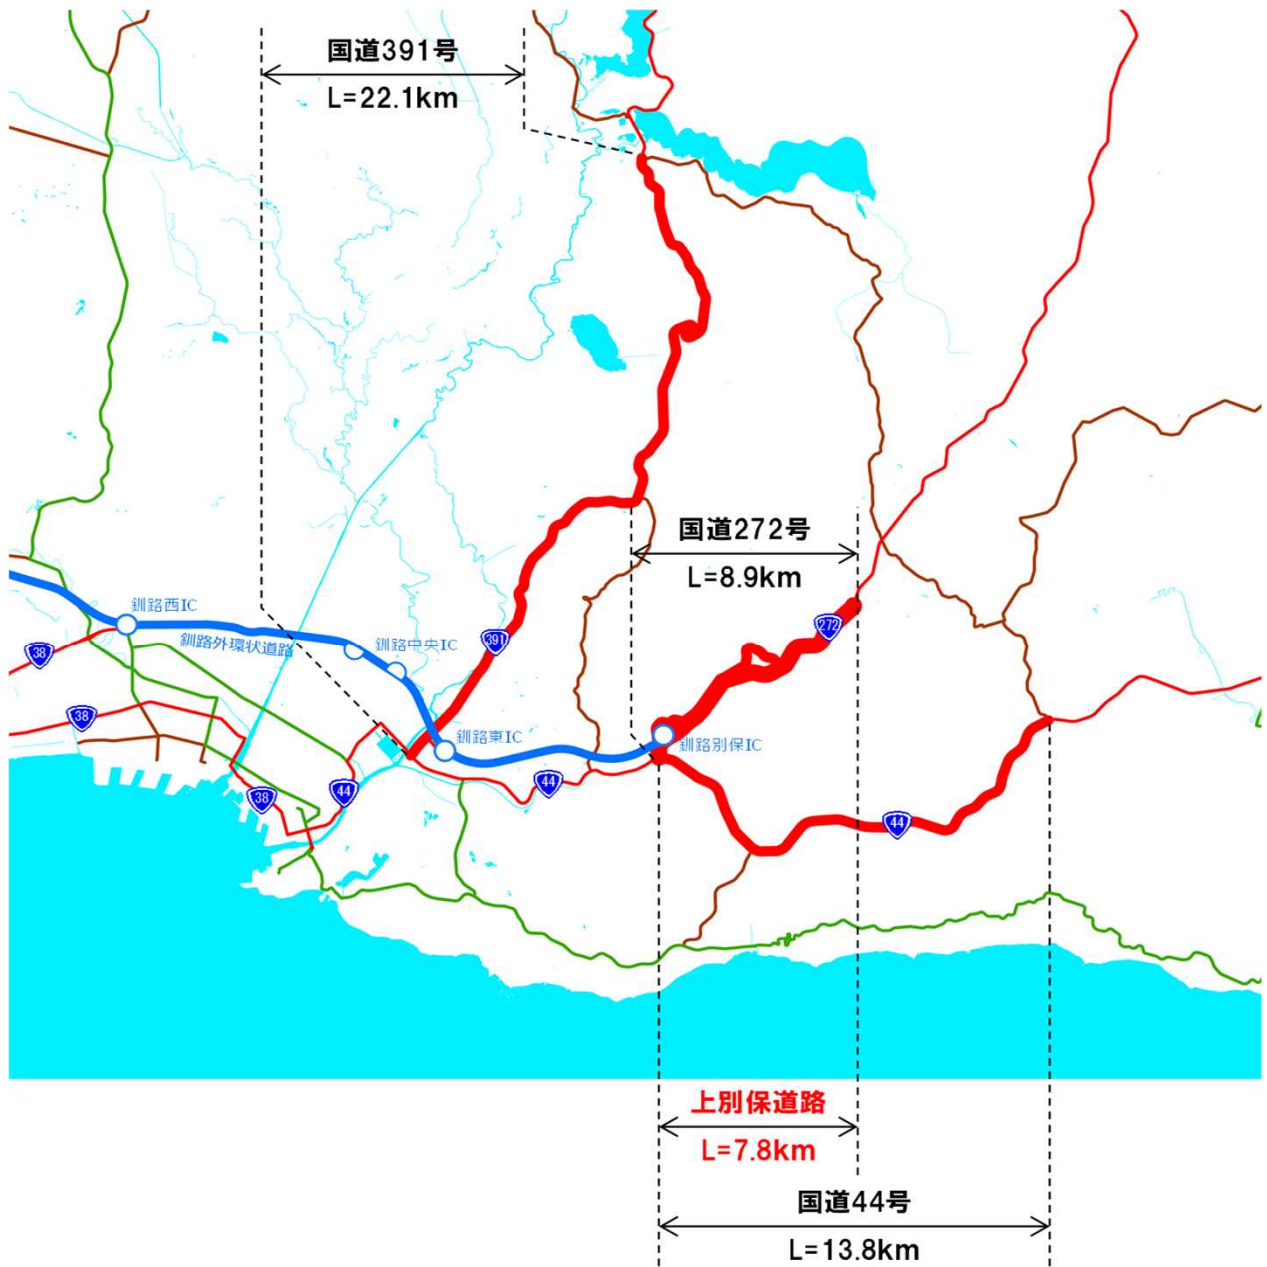 国道391号
L=22.1km
国道272号
L=8.9km
釧路西IC
釧路外環状道路
釧路中央IC
391
272
38
38
釧路東IC
釧路別保IC
38
44
44
44
上別保道路
L=7.8km
国道44号
L=13.8km